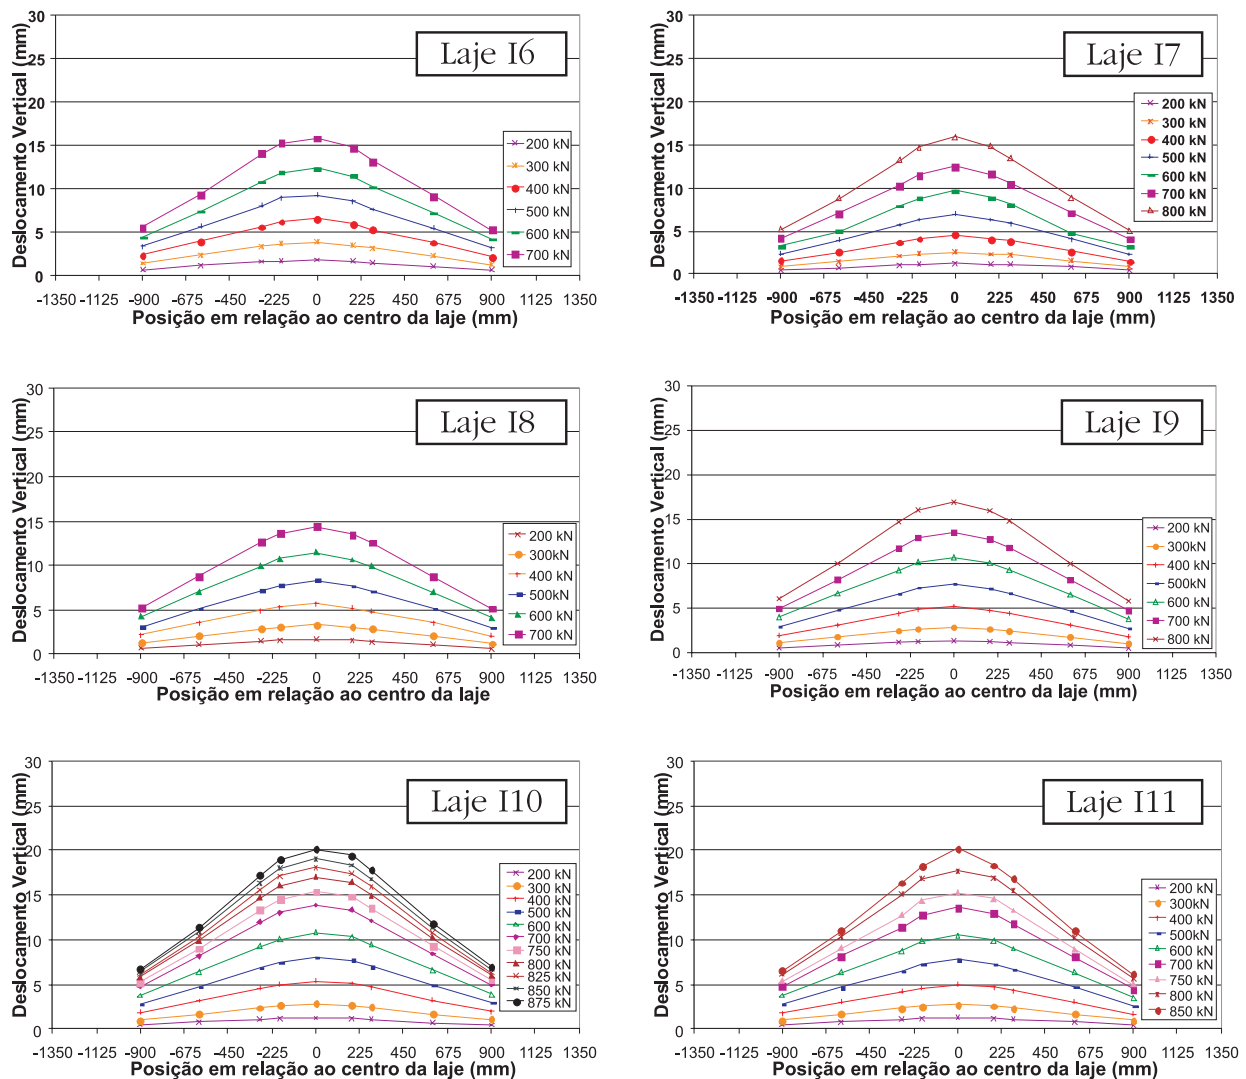 Laje I6
Deslocamento Vertical (mm)
30
25
20
15
10
5
0
200 kN
300 kN
400 kN
500 kN
600 kN
700 kN
-1350 -1125 -900 -675 -450 -225 0 225 450 675 900 1125 1350
Posição em relação ao centro da laje (mm)
Laje I7
Deslocamento Vertical (mm)
30
25
20
15
10
5
0
200 kN
300 kN
400 kN
500 kN
600 kN
700 kN
800 kN
-1350 -1125 -900 -675 -450 -225 0 225 450 675 900 1125 1350
Posição em relação ao centro da laje (mm)
Laje I8
Deslocamento Vertical (mm)
30
25
20
15
10
5
0
200 kN
300kN
400 kN
500kN
600 kN
700 kN
-1350 -1125 -900 -675 -450 -225 0 225 450 675 900 1125 1350
Posição em relação ao centro da laje
Laje I9
Deslocamento Vertical (mm)
30
25
20
15
10
5
0
200 kN
300kN
400 kN
500kN
600 kN
700 kN
800 kN
-1350 -1125 -900 -675 -450 -225 0 225 450 675 900 1125 1350
Posição em relação ao centro da laje (mm)
Laje I10
Deslocamento Vertical (mm)
30
25
20
15
10
5
0
200 kN
300 kN
400 kN
500 kN
600 kN
700 kN
750 kN
800 kN
825 kN
850 kN
875 kN
-1350 -1125 -900 -675 -450 -225 0 225 450 675 900 1125 1350
Posição em relação ao centro da laje (mm)
Laje I11
Deslocamento Vertical (mm)
30
25
20
15
10
5
0
200 kN
300kN
400 kN
500kN
600 kN
700 kN
750 kN
800 kN
850 kN
-1350 -1125 -900 -675 -450 -225 0 225 450 675 900 1125 1350
Posição em relação ao centro da laje (mm)